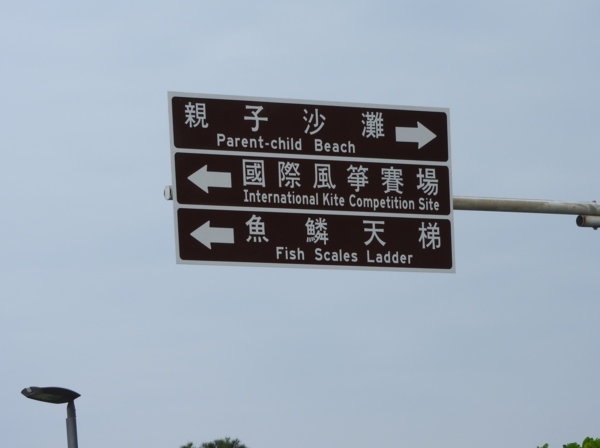 親子沙灘
Parent-child Beach
國際風箏賽場
International Kite Competition Site
魚鱗天梯
Fish Scales Ladder